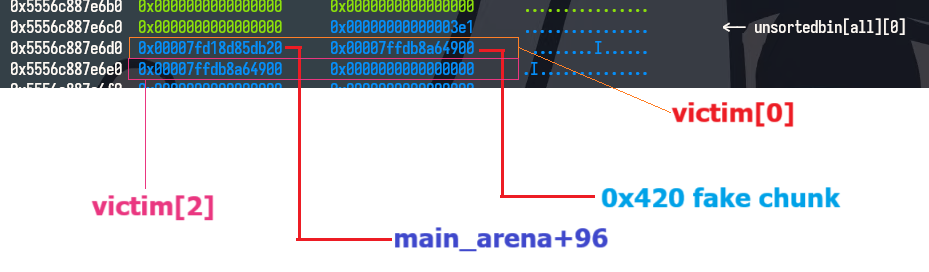 0x5556c887e6b0 0x0000000000000000 0x0000000000000000 ................
0x5556c887e6c0 0x0000000000000000 0x00000000000003e1 ................ <-- unsortedbin[all][0]
0x5556c887e6d0 0x00007fd18d85db20 0x00007ffdb8a64900 .........I......
0x5556c887e6e0 0x00007ffdb8a64900 0x0000000000000000 .I..............
victim[0]
victim[2]
0x420 fake chunk
main_arena+96